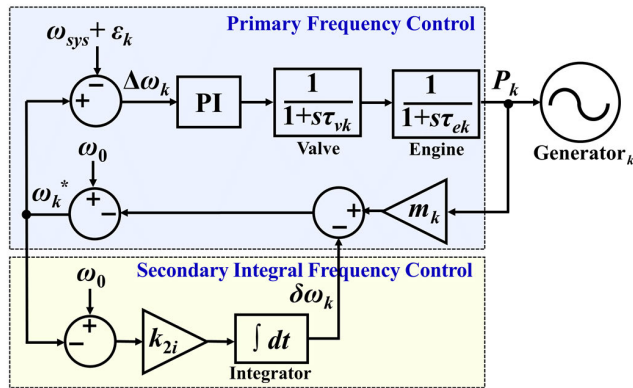 Primary Frequency Control
ω_sys + ε_k
−
+
Δω_k
PI
1
1+sτ_vk
Valve
1
1+sτ_ek
Engine
P_k
Generator_k
ω_0
+
−
ω_k*
+
−
m_k
Secondary Integral Frequency Control
ω_0
+
−
k_2i
∫ dt
Integrator
δω_k